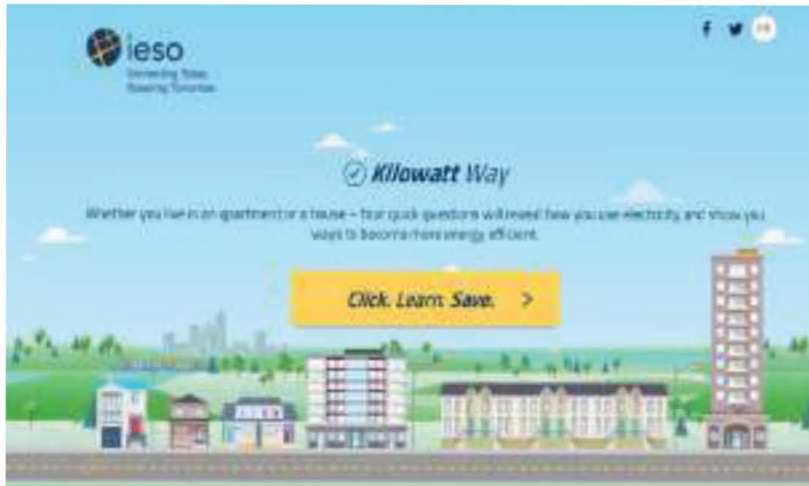 ieso
Connecting Today.
Powering Tomorrow.
FR
Kilowatt Way
Whether you live in an apartment or a house – four quick questions will reveal how you use electricity and show you
ways to become more energy efficient.
Click. Learn. Save. >